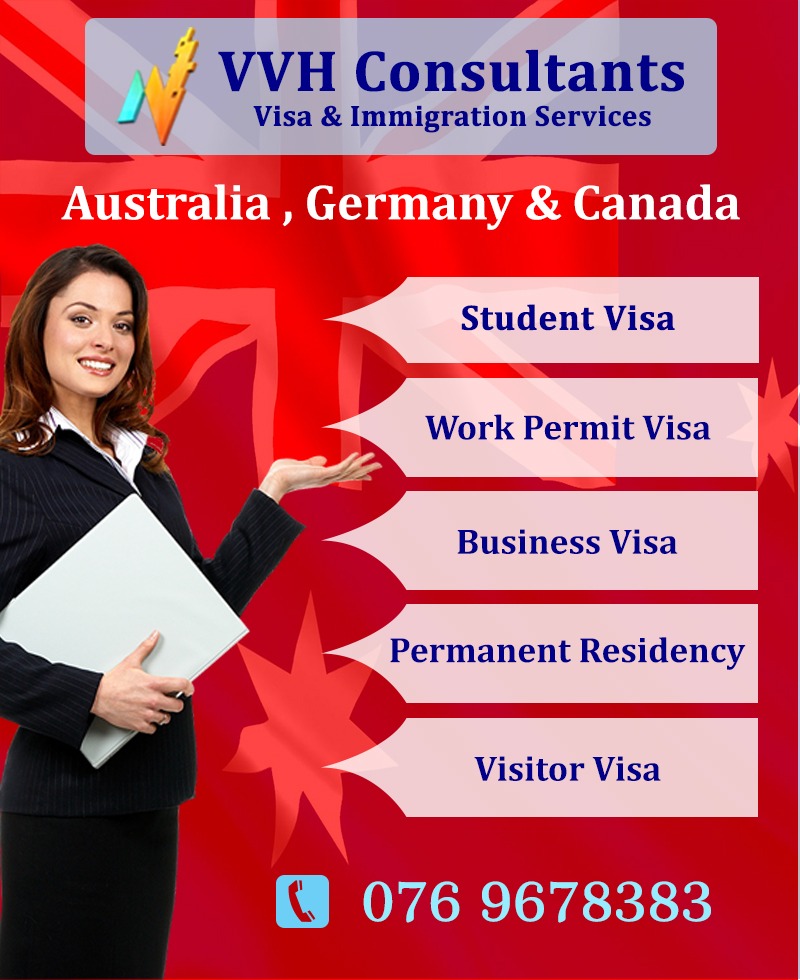 VVH Consultants
Visa & Immigration Services
Australia , Germany & Canada
Student Visa
Work Permit Visa
Business Visa
Permanent Residency
Visitor Visa
076 9678383